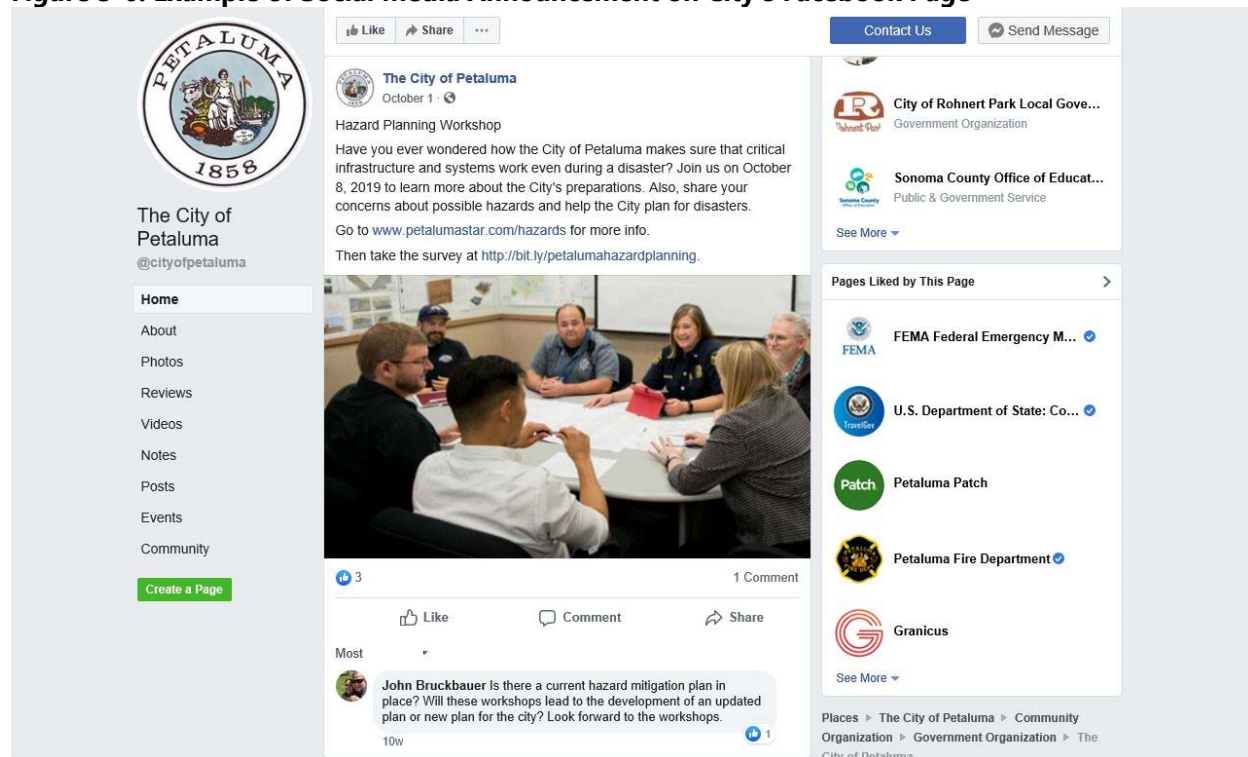 Like Share ...
Contact Us Send Message
PETALUMA
1858
The City of
Petaluma
@cityofpetaluma
Home
About
Photos
Reviews
Videos
Notes
Posts
Events
Community
Create a Page
The City of Petaluma
October 1 ·
Hazard Planning Workshop
Have you ever wondered how the City of Petaluma makes sure that critical
infrastructure and systems work even during a disaster? Join us on October
8, 2019 to learn more about the City's preparations. Also, share your
concerns about possible hazards and help the City plan for disasters.
Go to www.petalumastar.com/hazards for more info.
Then take the survey at http://bit.ly/petalumahazardplanning.
3
1 Comment
Like Comment Share
Most
John Bruckbauer Is there a current hazard mitigation plan in
place? Will these workshops lead to the development of an updated
plan or new plan for the city? Look forward to the workshops.
1
10w
City of Rohnert Park Local Gove...
Government Organization
Rohnert Park
Sonoma County Office of Educat...
Public & Government Service
Sonoma County
See More
Pages Liked by This Page
FEMA
FEMA Federal Emergency M...
U.S. Department of State: Co...
TravelGov
Patch
Petaluma Patch
Petaluma Fire Department
Granicus
See More
Places The City of Petaluma Community
Organization Government Organization The
City of Petaluma